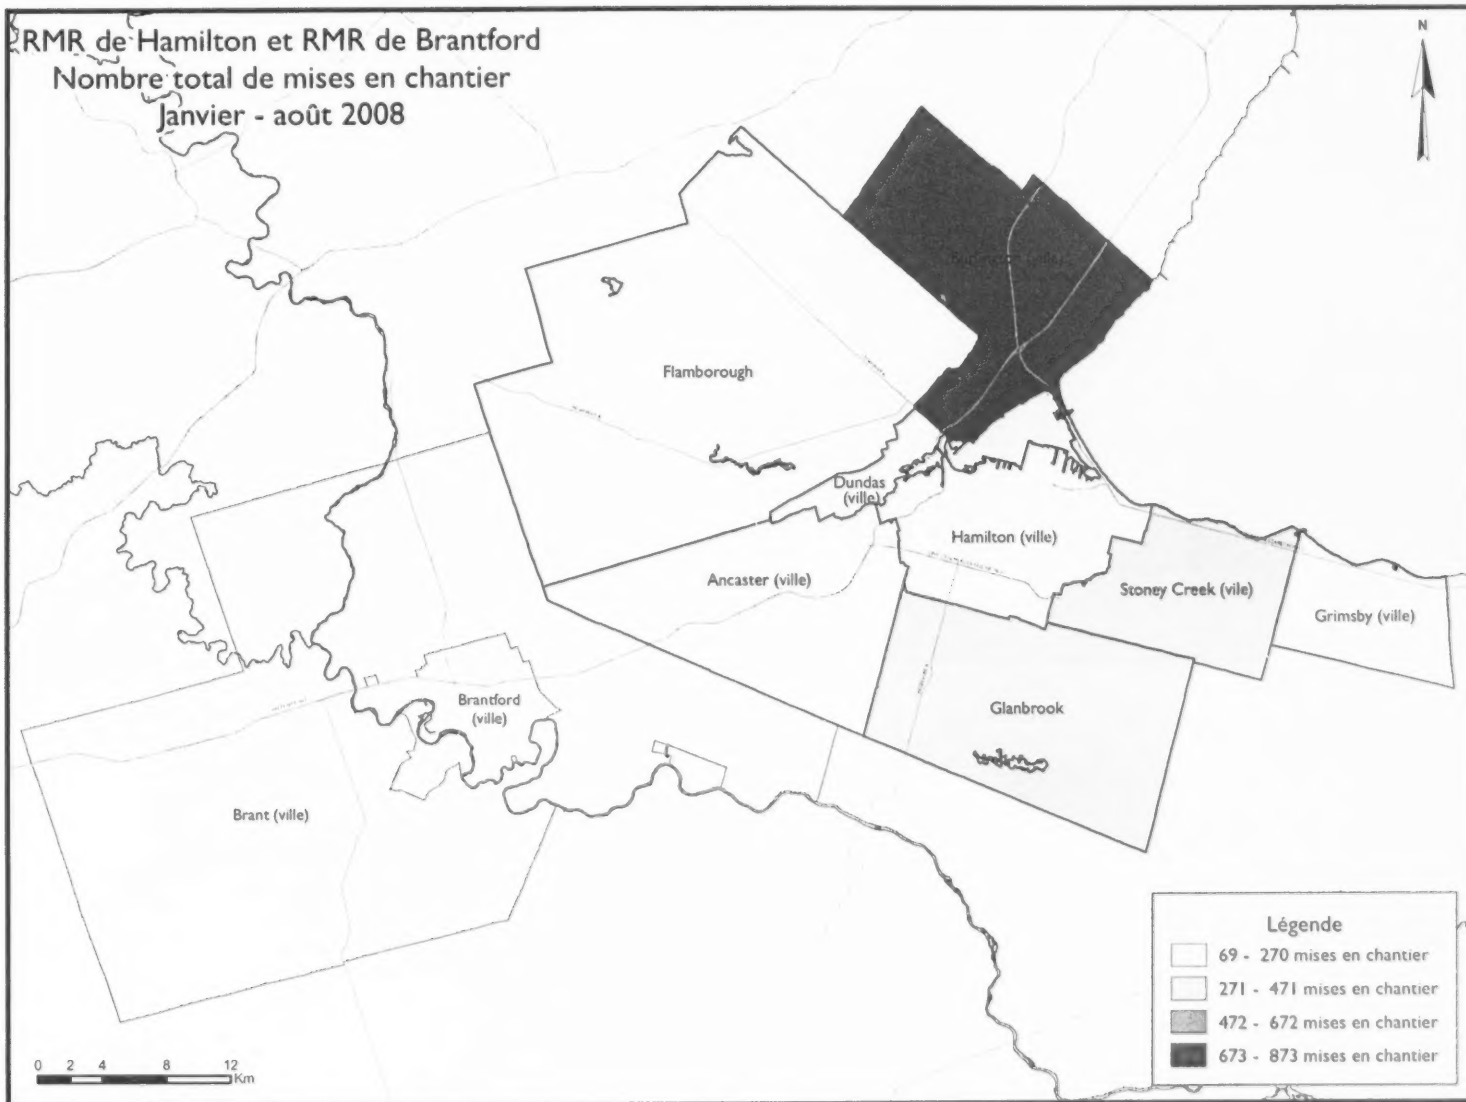 RMR de Hamilton et RMR de Brantford
Nombre total de mises en chantier
Janvier - août 2008
N
Burlington (ville)
Flamborough
Dundas
(ville)
Hamilton (ville)
Ancaster (ville)
Stoney Creek (vile)
Grimsby (ville)
Brantford
(ville)
Glanbrook
Brant (ville)
Légende
69 - 270 mises en chantier
271 - 471 mises en chantier
472 - 672 mises en chantier
673 - 873 mises en chantier
0 2 4 8 12
Km